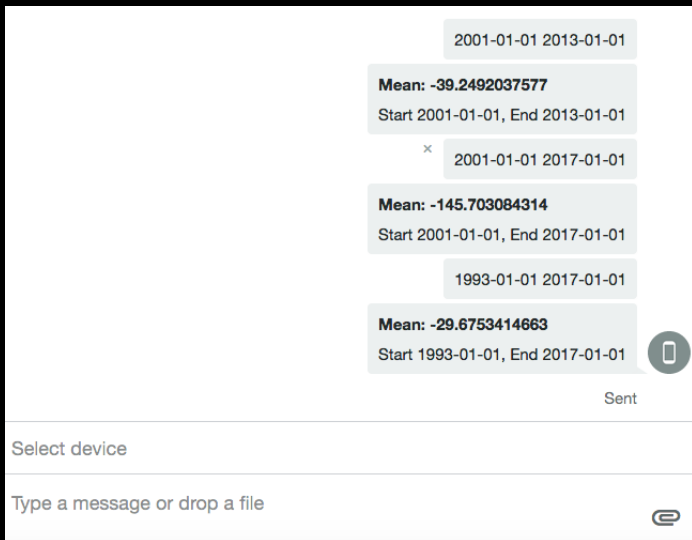 2001-01-01 2013-01-01
Mean: -39.2492037577
Start 2001-01-01, End 2013-01-01
2001-01-01 2017-01-01
Mean: -145.703084314
Start 2001-01-01, End 2017-01-01
1993-01-01 2017-01-01
Mean: -29.6753414663
Start 1993-01-01, End 2017-01-01
Sent
Select device
Type a message or drop a file